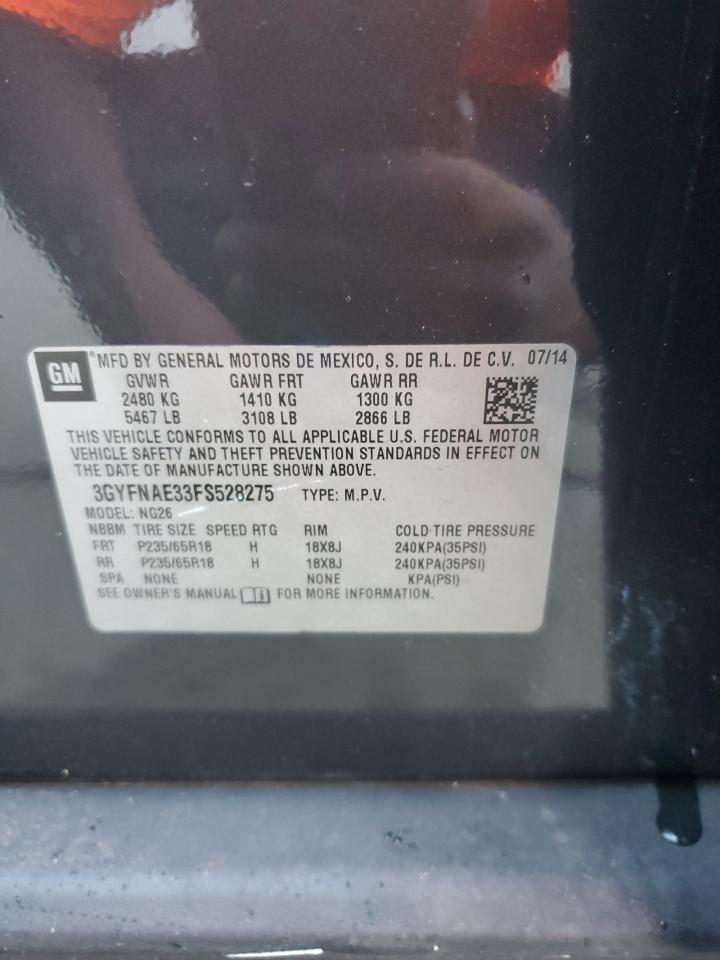 GM ® MFD BY GENERAL MOTORS DE MEXICO, S. DE R.L. DE C.V. 07/14
GVWR GAWR FRT GAWR RR
2480 KG 1410 KG 1300 KG
5467 LB 3108 LB 2866 LB
THIS VEHICLE CONFORMS TO ALL APPLICABLE U.S. FEDERAL MOTOR
VEHICLE SAFETY AND THEFT PREVENTION STANDARDS IN EFFECT ON
THE DATE OF MANUFACTURE SHOWN ABOVE.
3GYFNAE33FS528275 TYPE: M.P.V.
MODEL: NG26
NBBM TIRE SIZE SPEED RTG RIM COLD TIRE PRESSURE
FRT P235/65R18 H 18X8J 240KPA(35PSI)
RR P235/65R18 H 18X8J 240KPA(35PSI)
SPA NONE NONE KPA(PSI)
SEE OWNER'S MANUAL FOR MORE INFORMATION.